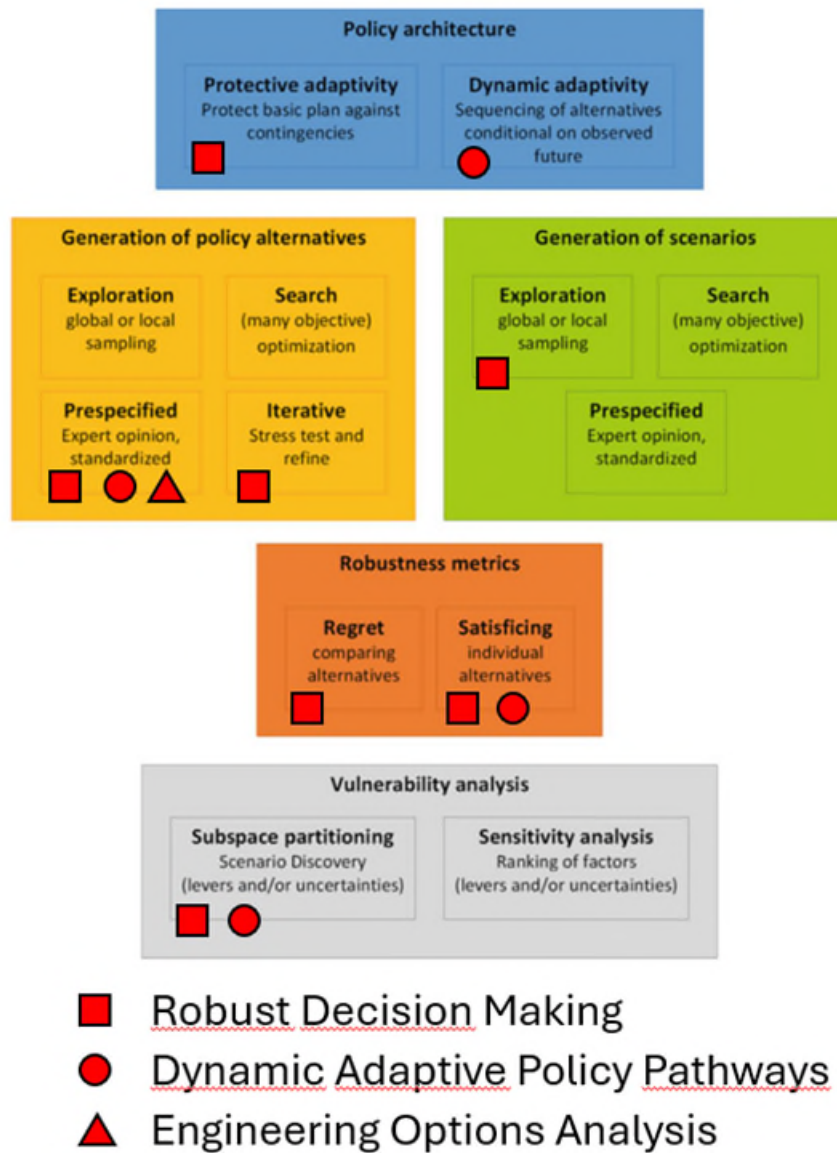 Policy architecture
Protective adaptivity
Protect basic plan against
contingencies
Dynamic adaptivity
Sequencing of alternatives
conditional on observed
future
Generation of policy alternatives
Exploration
global or local
sampling
Search
(many objective)
optimization
Prespecified
Expert opinion,
standardized
Iterative
Stress test and
refine
Generation of scenarios
Exploration
global or local
sampling
Search
(many objective)
optimization
Prespecified
Expert opinion,
standardized
Robustness metrics
Regret
comparing
alternatives
Satisficing
individual
alternatives
Vulnerability analysis
Subspace partitioning
Scenario Discovery
(levers and/or uncertainties)
Sensitivity analysis
Ranking of factors
(levers and/or uncertainties)
Robust Decision Making
Dynamic Adaptive Policy Pathways
Engineering Options Analysis